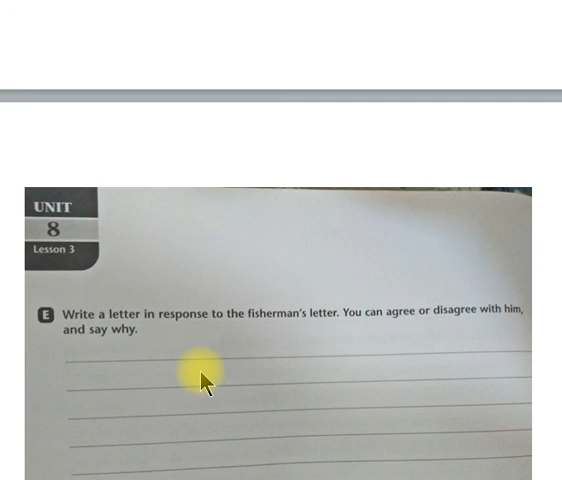 UNIT
8
Lesson 3
E Write a letter in response to the fisherman's letter. You can agree or disagree with him,
and say why.